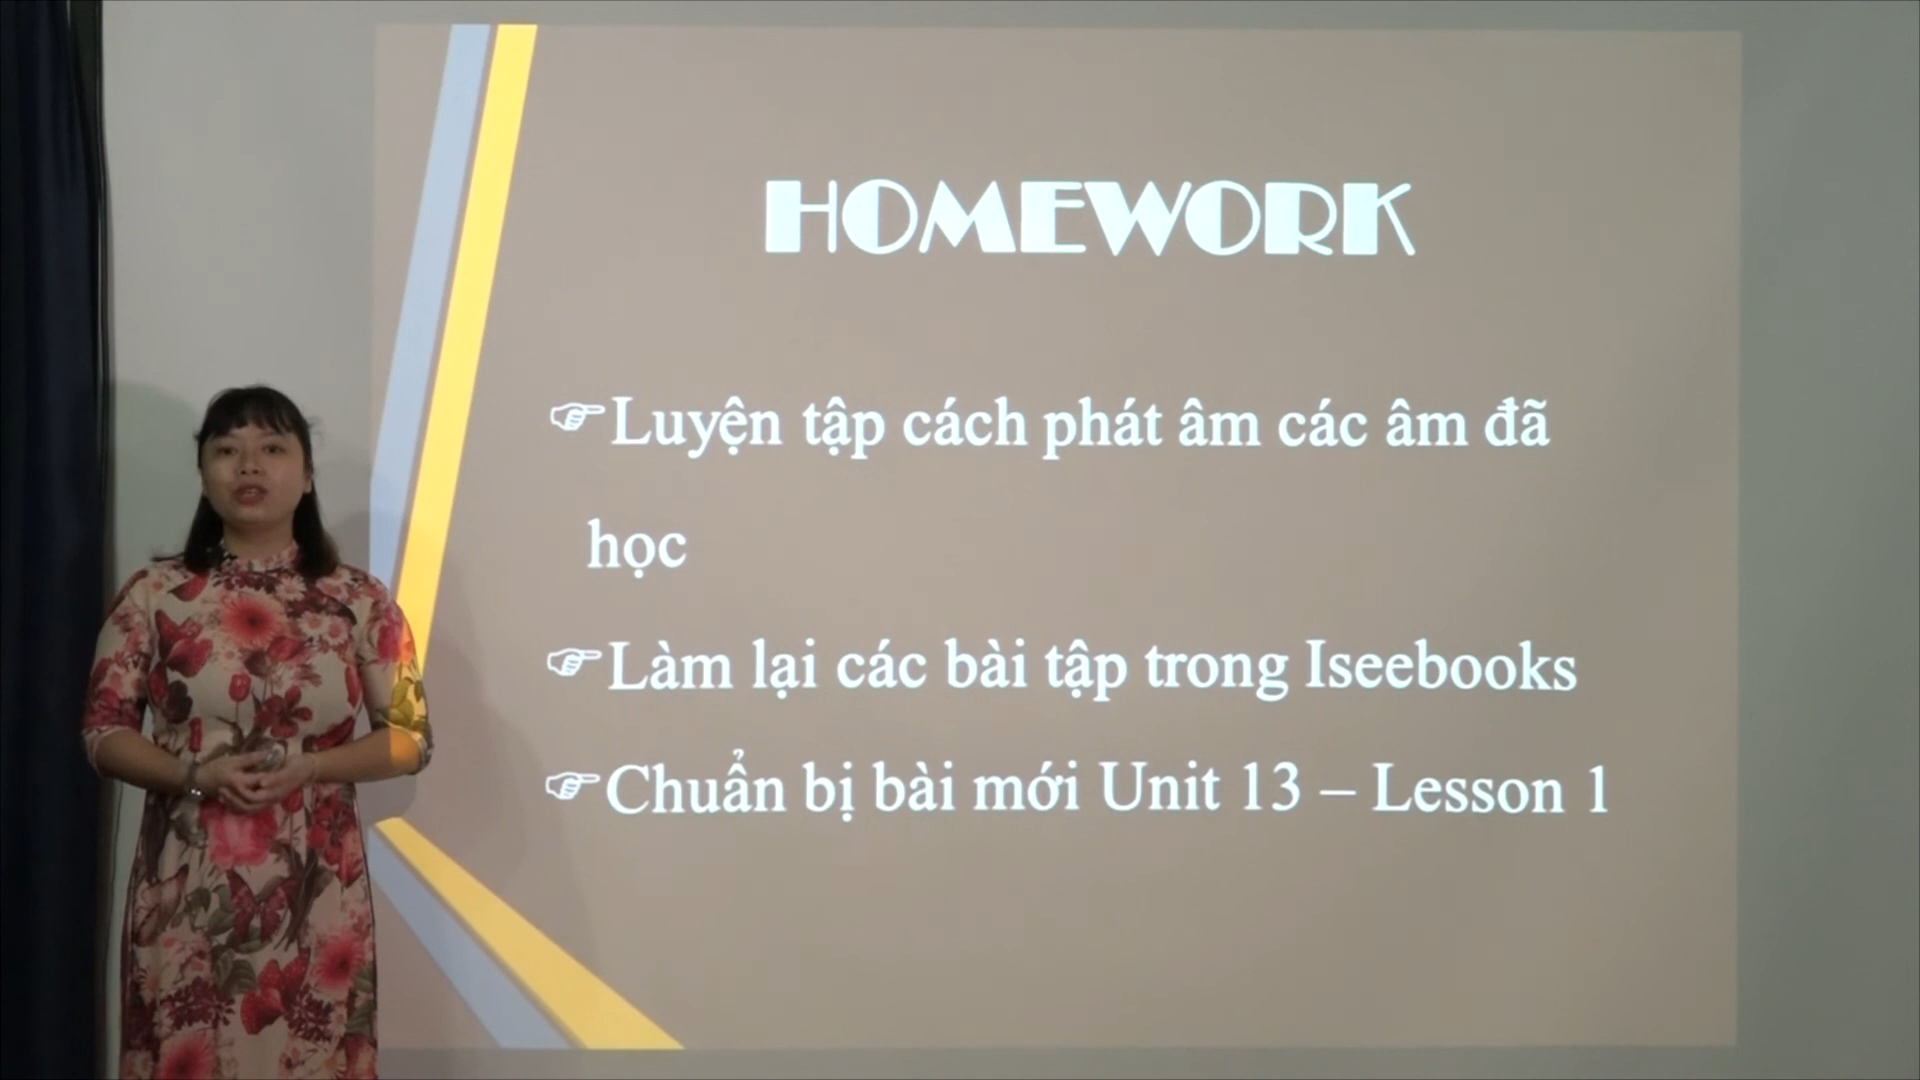 HOMEWORK
Luyện tập cách phát âm các âm đã
học
Làm lại các bài tập trong Iseebooks
Chuẩn bị bài mới Unit 13 – Lesson 1